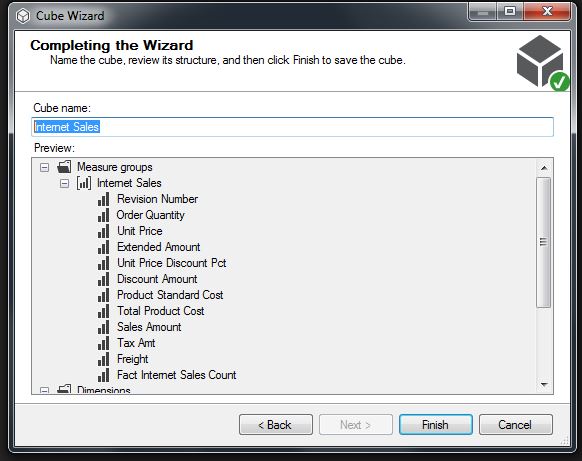 Cube Wizard
Completing the Wizard
Name the cube, review its structure, and then click Finish to save the cube.
Cube name:
Internet Sales
Preview:
Measure groups
Internet Sales
Revision Number
Order Quantity
Unit Price
Extended Amount
Unit Price Discount Pct
Discount Amount
Product Standard Cost
Total Product Cost
Sales Amount
Tax Amt
Freight
Fact Internet Sales Count
Dimensions
< Back Next > Finish Cancel